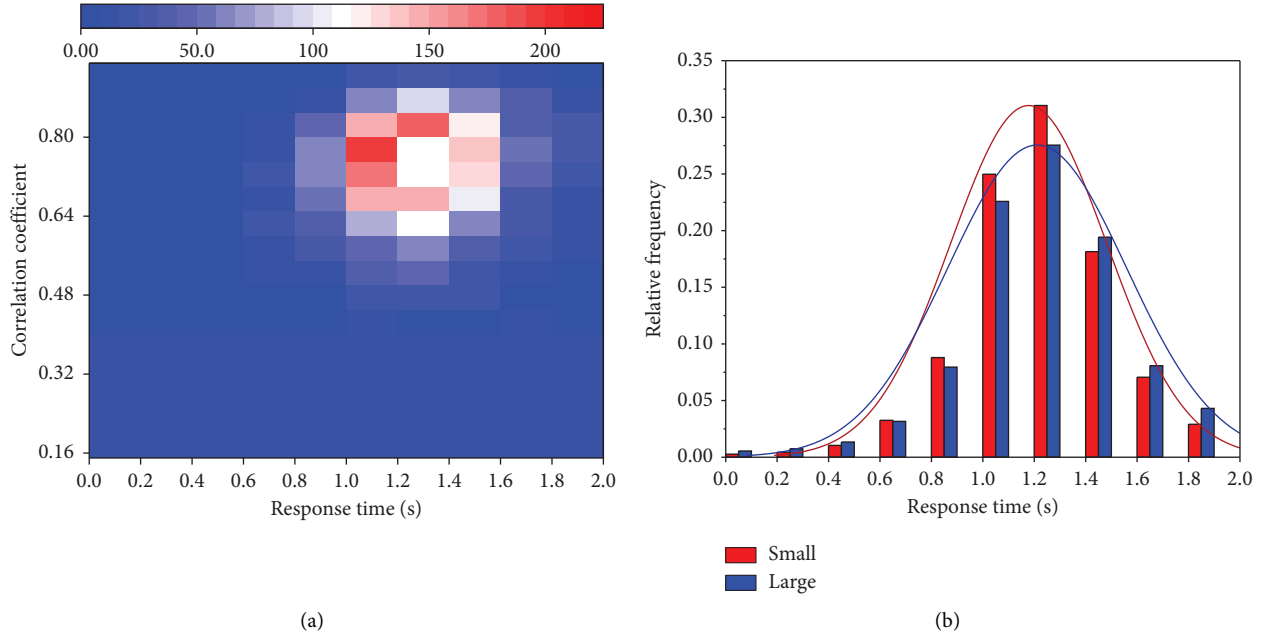 0.00 50.0 100 150 200
Correlation coefficient
0.80
0.64
0.48
0.32
0.16
0.0 0.2 0.4 0.6 0.8 1.0 1.2 1.4 1.6 1.8 2.0
Response time (s)
(a)
Relative frequency
0.35
0.30
0.25
0.20
0.15
0.10
0.05
0.00
0.0 0.2 0.4 0.6 0.8 1.0 1.2 1.4 1.6 1.8 2.0
Response time (s)
Small
Large
(b)